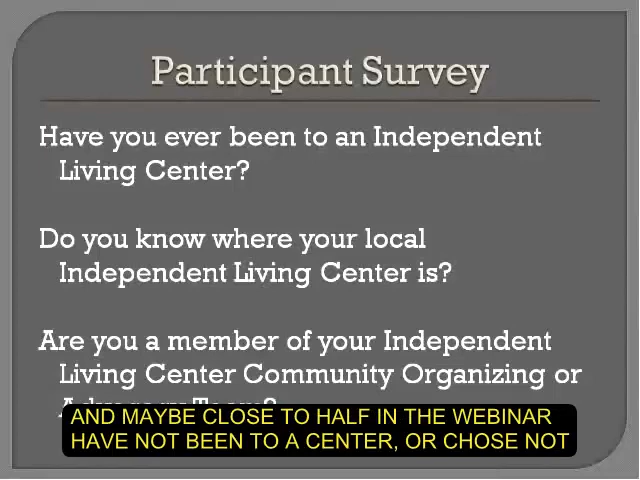 Participant Survey
Have you ever been to an Independent
Living Center?
Do you know where your local
Independent Living Center is?
Are you a member of your Independent
Living Center Community Organizing or
AND MAYBE CLOSE TO HALF IN THE WEBINAR
HAVE NOT BEEN TO A CENTER, OR CHOSE NOT